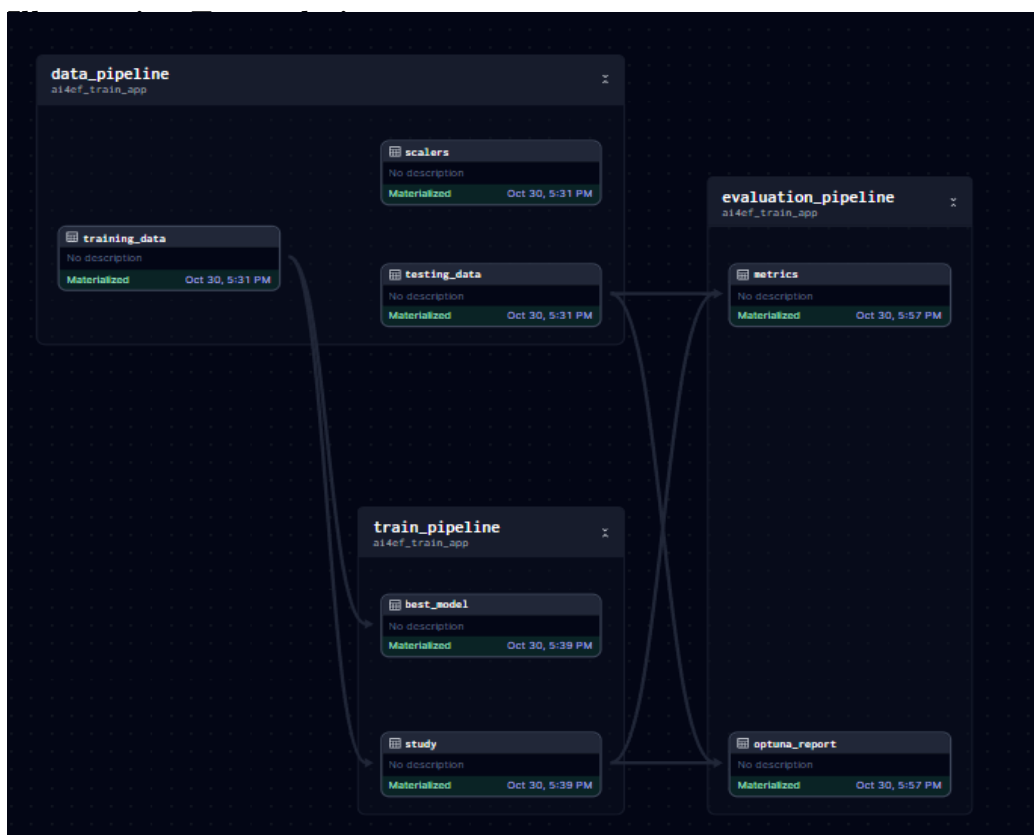 data_pipeline
ai4ef_train_app
scalers
No description
Materialized Oct 30, 5:31 PM
training_data
No description
Materialized Oct 30, 5:31 PM
testing_data
No description
Materialized Oct 30, 5:31 PM
evaluation_pipeline
ai4ef_train_app
metrics
No description
Materialized Oct 30, 5:57 PM
train_pipeline
ai4ef_train_app
best_model
No description
Materialized Oct 30, 5:39 PM
study
No description
Materialized Oct 30, 5:39 PM
optuna_report
No description
Materialized Oct 30, 5:57 PM